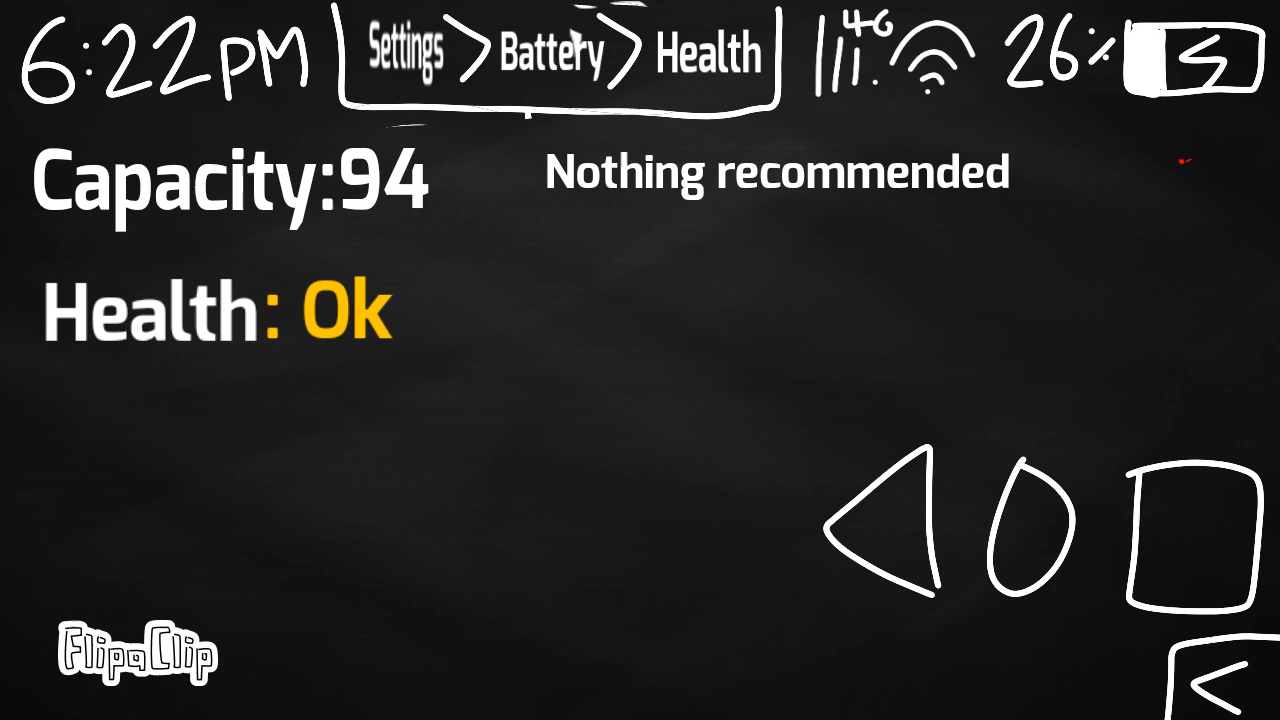 6:22PM Settings > Battery > Health 4G 26%
Capacity:94 Nothing recommended
Health: Ok
FlipaClip